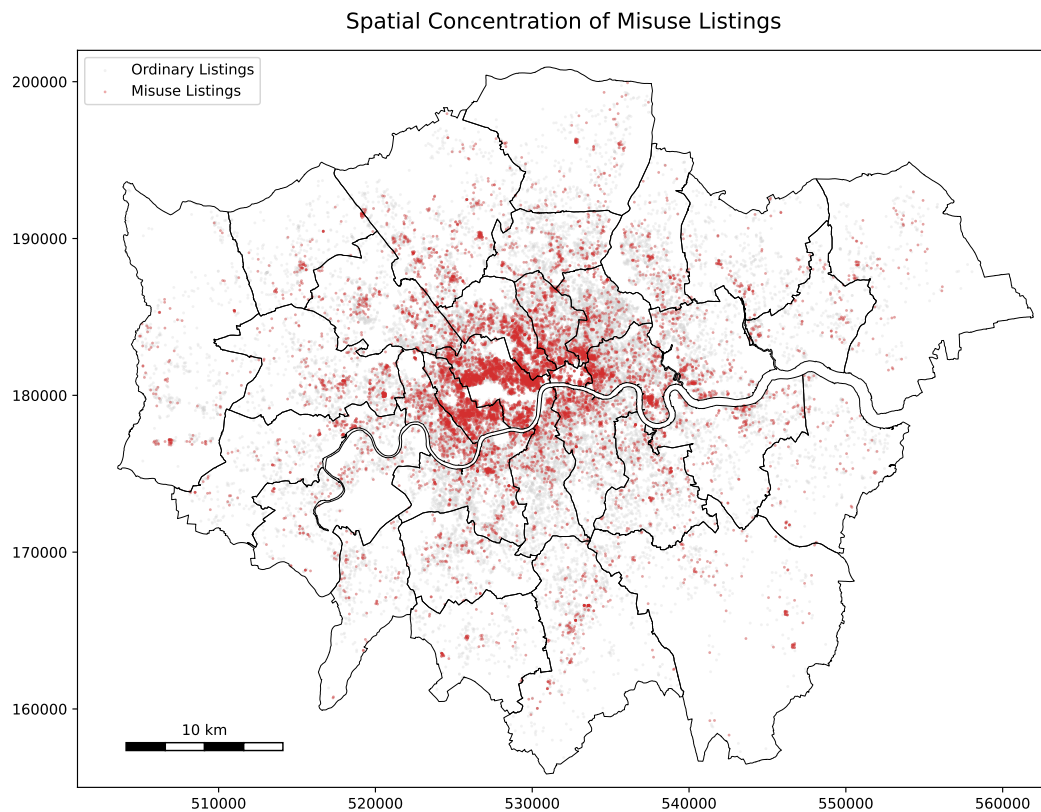 Spatial Concentration of Misuse Listings
Ordinary Listings
Misuse Listings
200000
190000
180000
170000
160000
10 km
510000 520000 530000 540000 550000 560000